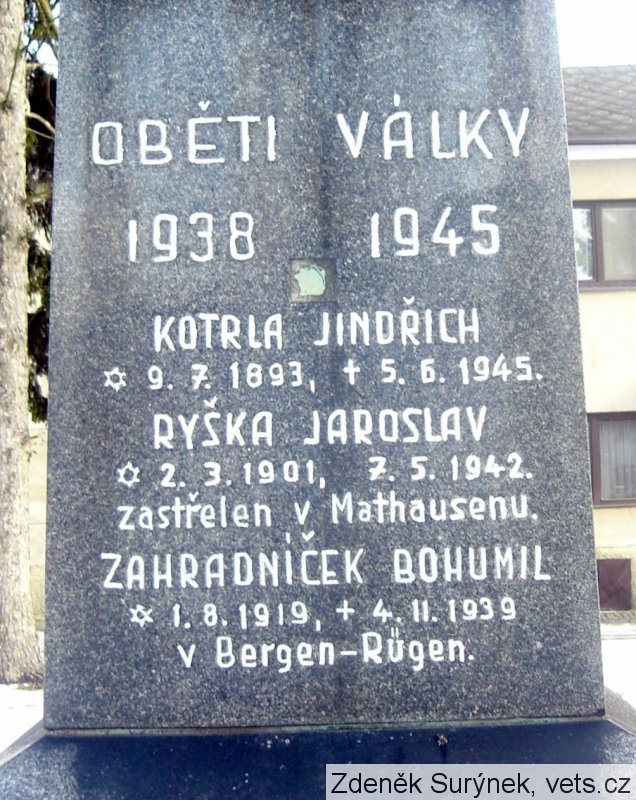 OBĚTI VÁLKY
1938 1945
KOTRLA JINDŘICH
✡ 9. 7. 1893, † 5. 6. 1945.
RYŠKA JAROSLAV
✡ 2. 3. 1901, 7. 5. 1942.
zastřelen v Mathausenu.
ZAHRADNÍČEK BOHUMIL
✡ 1. 8. 1919, + 4. 11. 1939
v Bergen-Rügen.
Zdeněk Surýnek, vets.cz